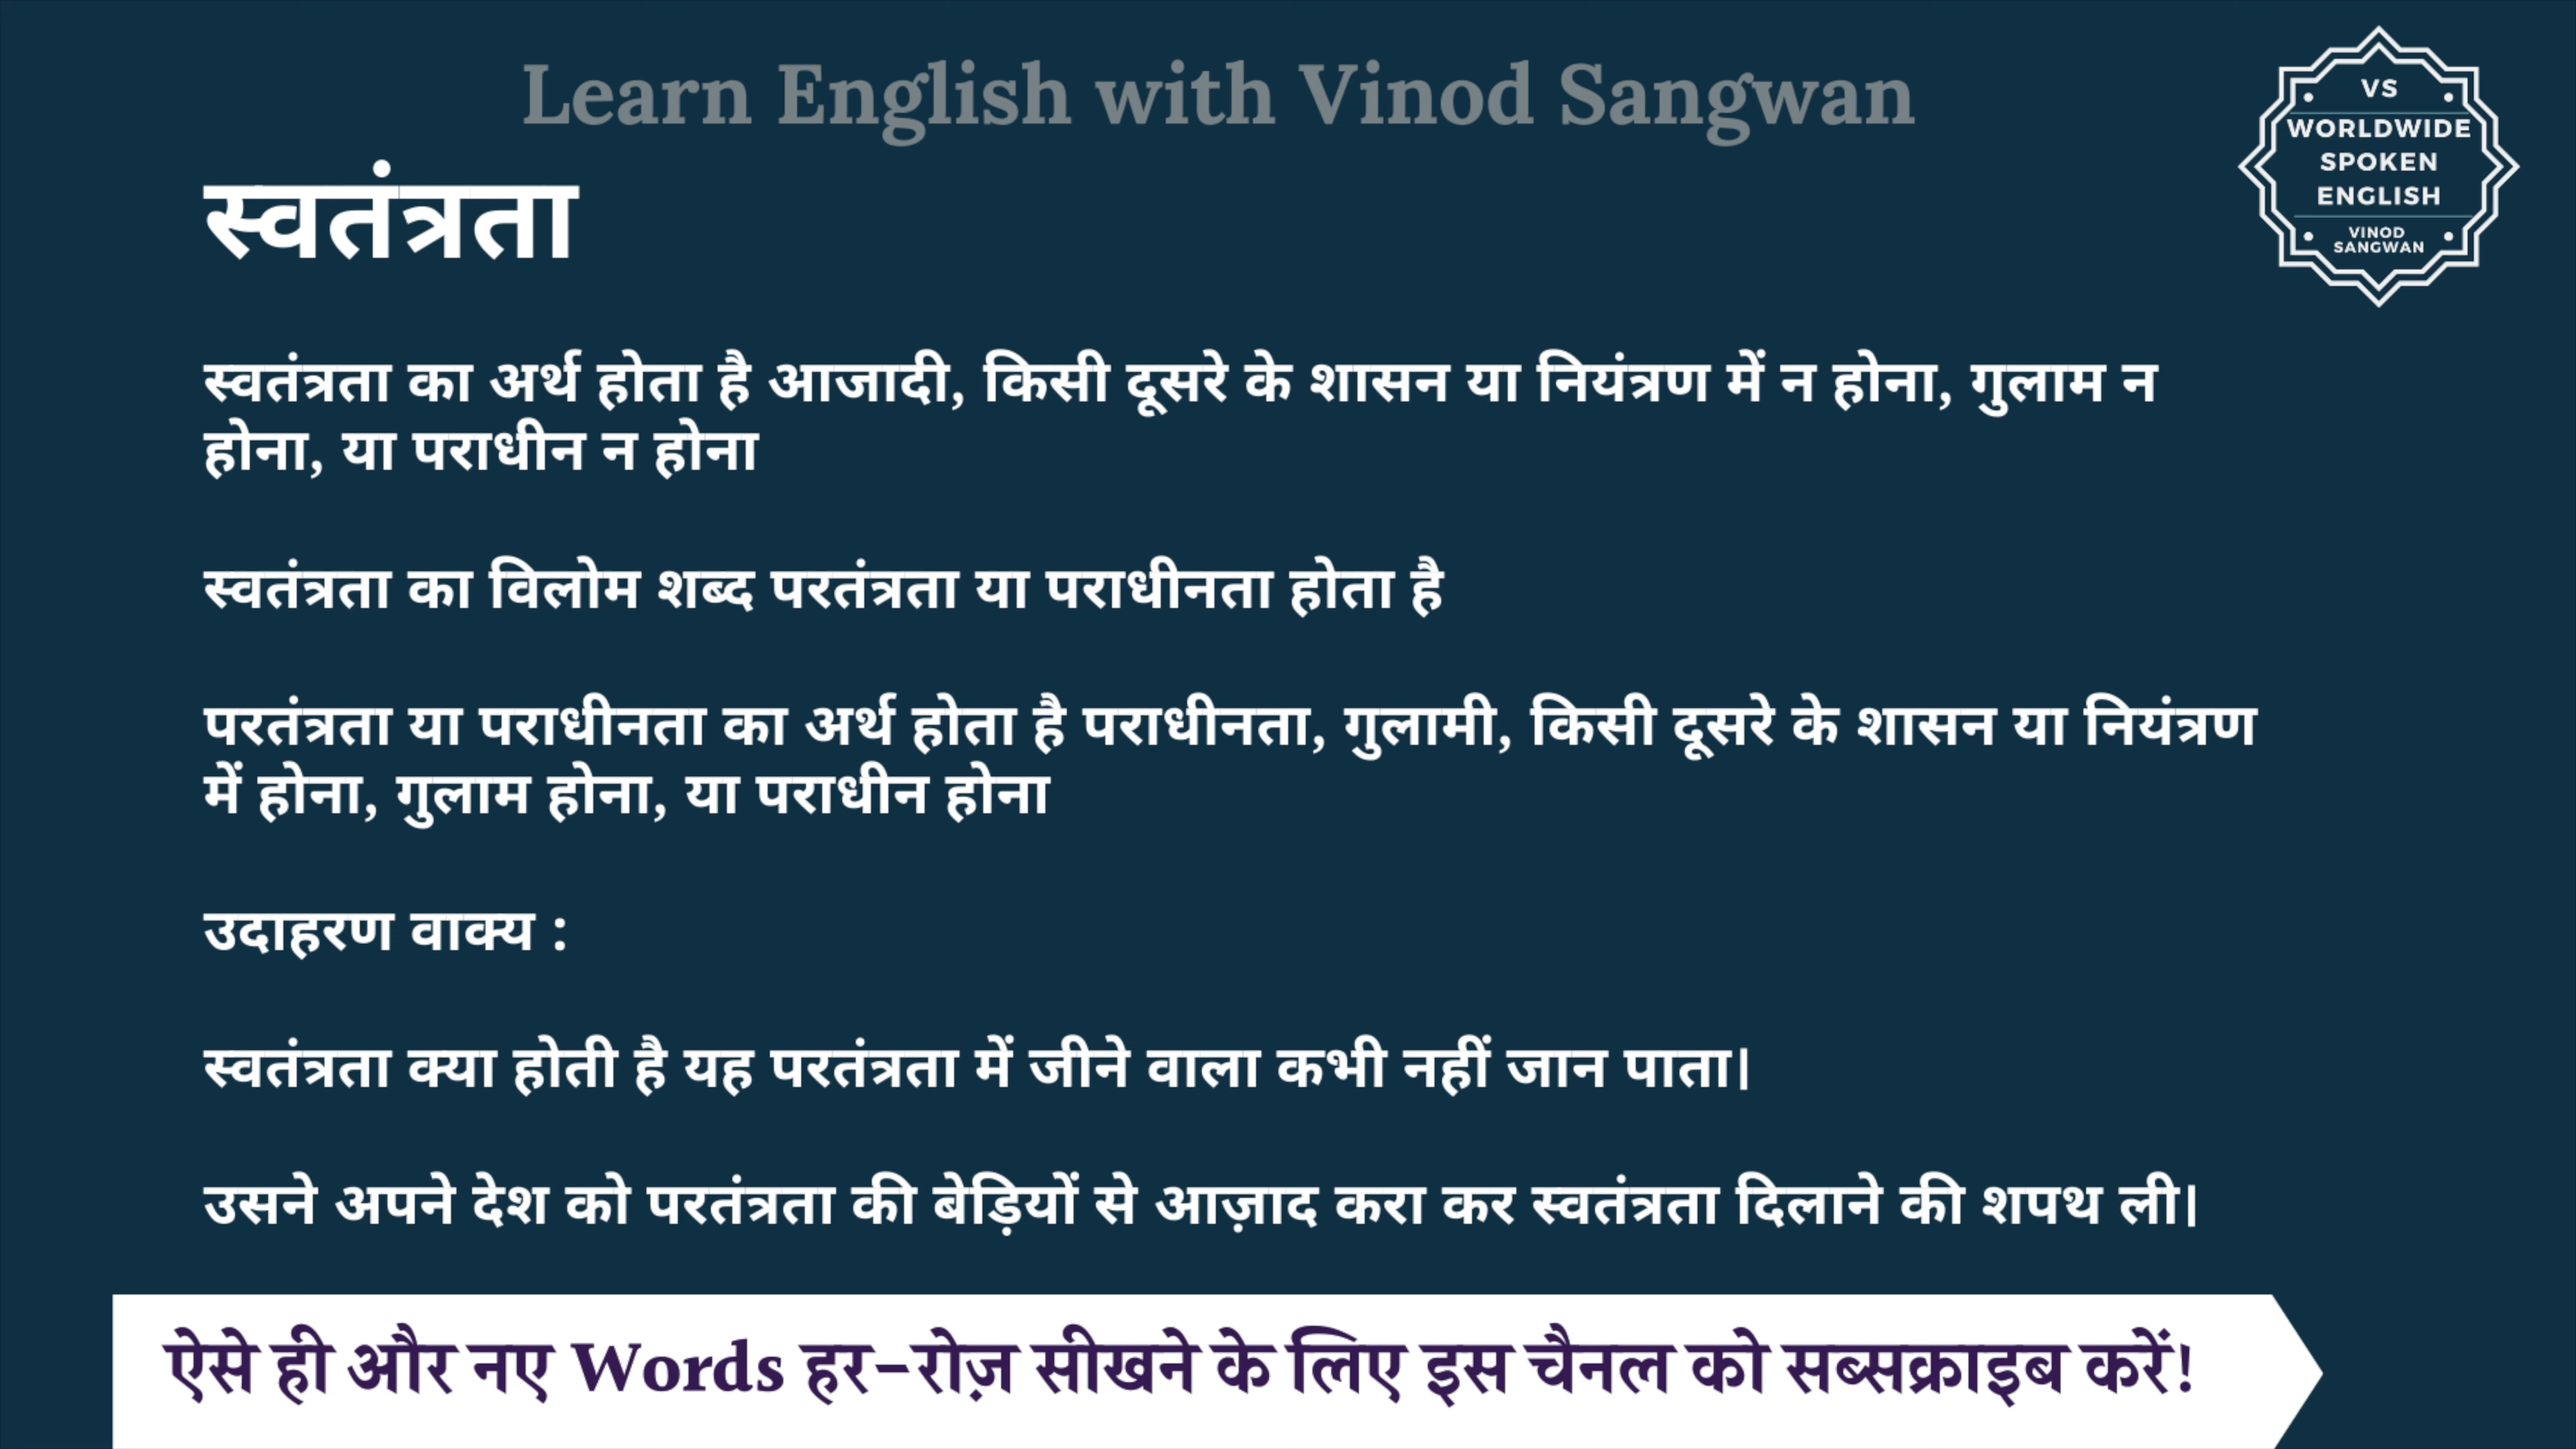 Learn English with Vinod Sangwan
VS
WORLDWIDE
SPOKEN
ENGLISH
VINOD
SANGWAN
स्वतंत्रता
स्वतंत्रता का अर्थ होता है आजादी, किसी दूसरे के शासन या नियंत्रण में न होना, गुलाम न
होना, या पराधीन न होना
स्वतंत्रता का विलोम शब्द परतंत्रता या पराधीनता होता है
परतंत्रता या पराधीनता का अर्थ होता है पराधीनता, गुलामी, किसी दूसरे के शासन या नियंत्रण
में होना, गुलाम होना, या पराधीन होना
उदाहरण वाक्य :
स्वतंत्रता क्या होती है यह परतंत्रता में जीने वाला कभी नहीं जान पाता।
उसने अपने देश को परतंत्रता की बेड़ियों से आज़ाद करा कर स्वतंत्रता दिलाने की शपथ ली।
ऐसे ही और नए Words हर-रोज़ सीखने के लिए इस चैनल को सब्सक्राइब करें!